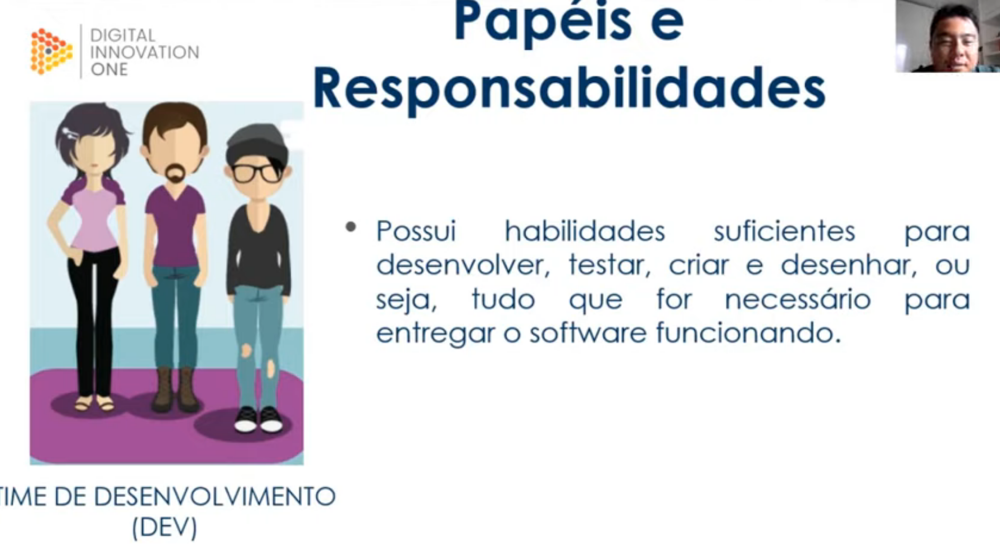 Papéis e
Responsabilidades
DIGITAL
INNOVATION
ONE
• Possui habilidades suficientes para
desenvolver, testar, criar e desenhar, ou
seja, tudo que for necessário para
entregar o software funcionando.
TIME DE DESENVOLVIMENTO
(DEV)